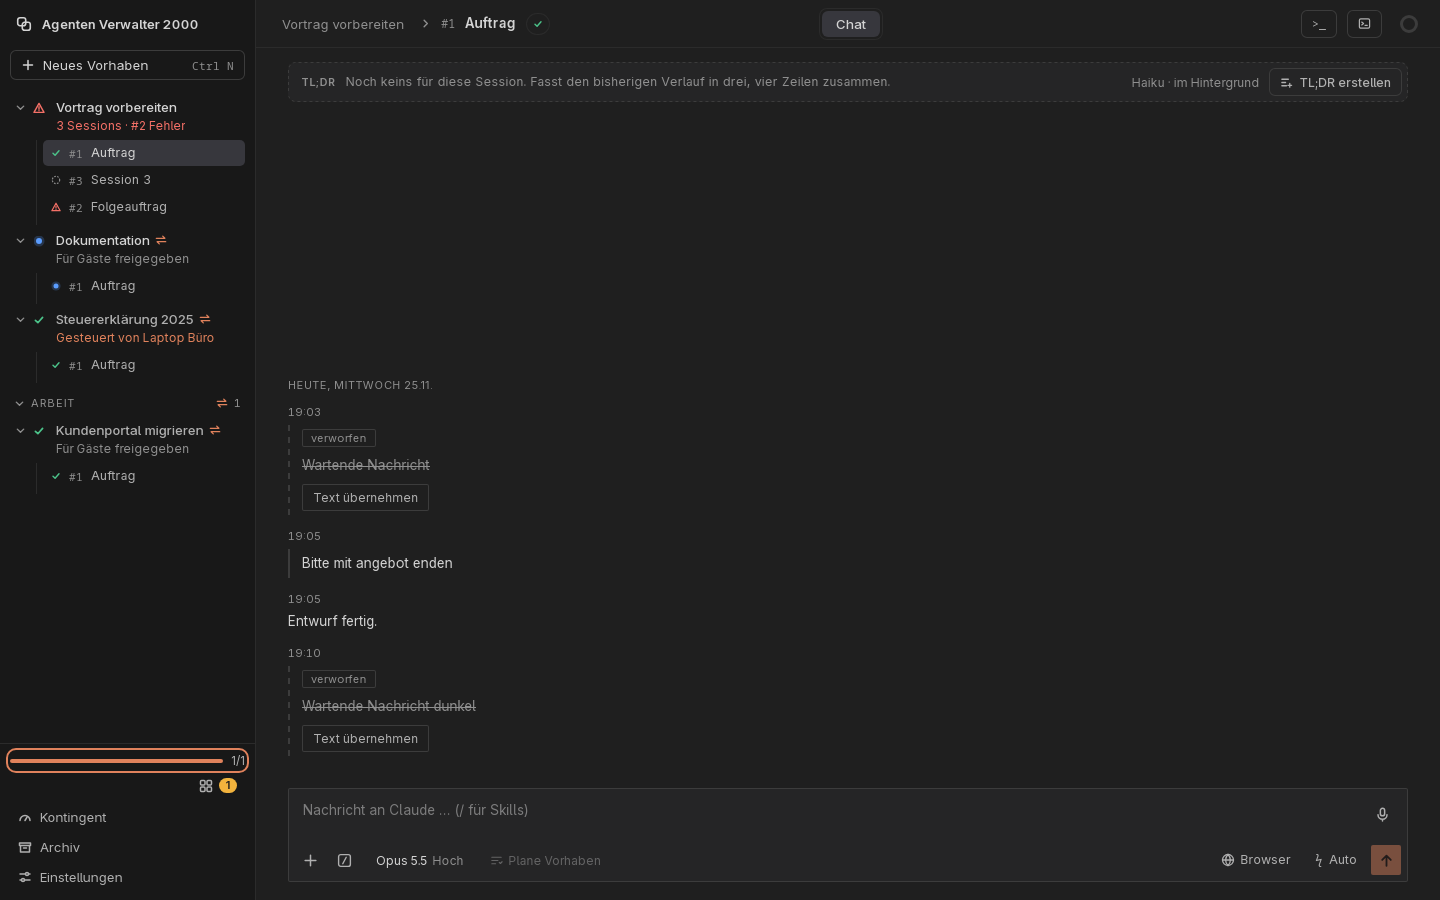 Agenten Verwalter 2000
Neues Vorhaben Ctrl N
Vortrag vorbereiten
3 Sessions · #2 Fehler
#1 Auftrag
#3 Session 3
#2 Folgeauftrag
Dokumentation
Für Gäste freigegeben
#1 Auftrag
Steuererklärung 2025
Gesteuert von Laptop Büro
#1 Auftrag
ARBEIT 1
Kundenportal migrieren
Für Gäste freigegeben
#1 Auftrag
1/1
1
Kontingent
Archiv
Einstellungen
Vortrag vorbereiten #1 Auftrag
Chat
>_
TL;DR Noch keins für diese Session. Fasst den bisherigen Verlauf in drei, vier Zeilen zusammen. Haiku · im Hintergrund TL;DR erstellen
HEUTE, MITTWOCH 25.11.
19:03
verworfen
Wartende Nachricht
Text übernehmen
19:05
Bitte mit angebot enden
19:05
Entwurf fertig.
19:10
verworfen
Wartende Nachricht dunkel
Text übernehmen
Nachricht an Claude … (/ für Skills)
Opus 5.5 Hoch Plane Vorhaben Browser Auto